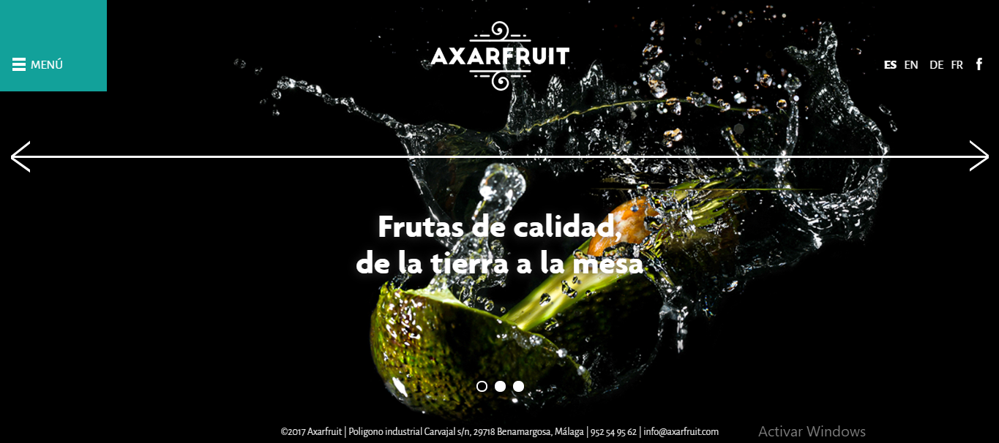 MENÚ
AXARFRUIT
ES EN DE FR f
Frutas de calidad,
de la tierra a la mesa
©2017 Axarfruit | Poligono industrial Carvajal s/n, 29718 Benamargosa, Málaga | 952 54 95 62 | info@axarfruit.com
Activar Windows